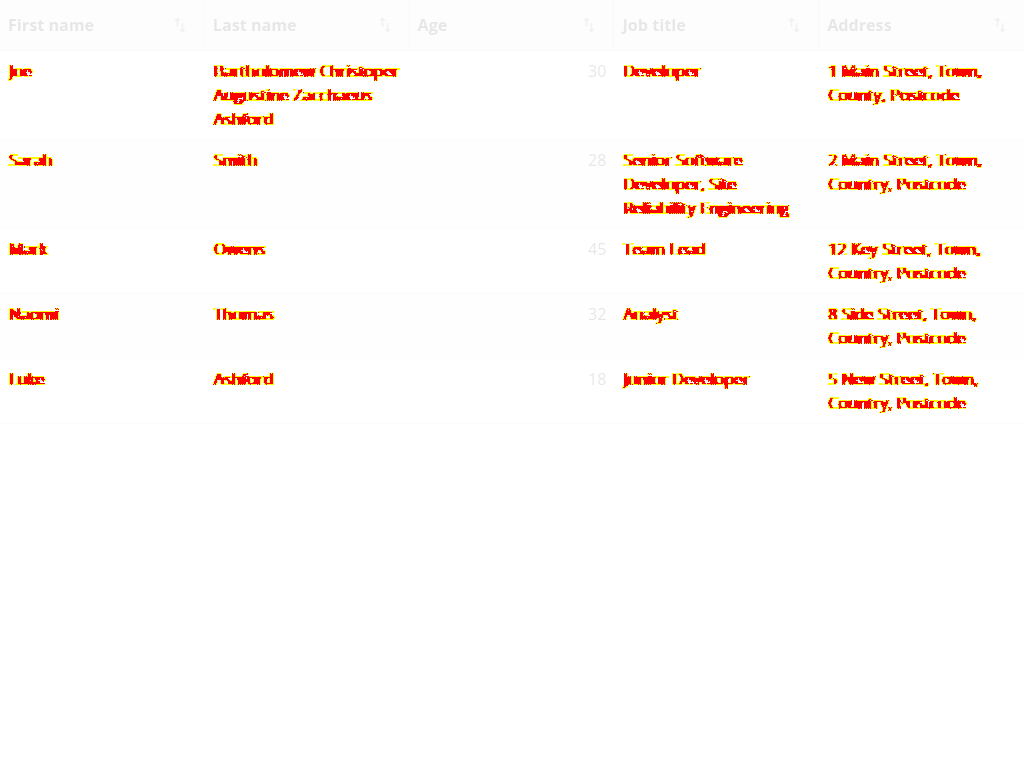 First name Last name Age Job title Address
Joe Bartholomew Christoper 30 Developer 1 Main Street, Town,
Augustine Zacchaeus County, Postcode
Ashford
Sarah Smith 28 Senior Software 2 Main Street, Town,
Developer, Site Country, Postcode
Reliability Engineering
Mark Owens 45 Team Lead 12 Key Street, Town,
Country, Postcode
Naomi Thomas 32 Analyst 8 Side Street, Town,
Country, Postcode
Luke Ashford 18 Junior Developer 5 New Street, Town,
Country, Postcode